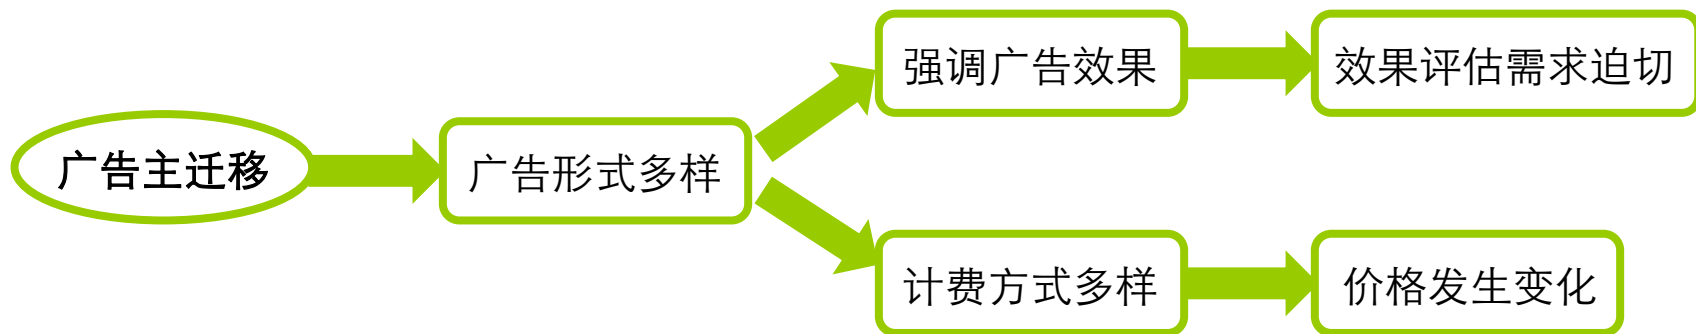 广告主迁移
广告形式多样
强调广告效果
效果评估需求迫切
计费方式多样
价格发生变化